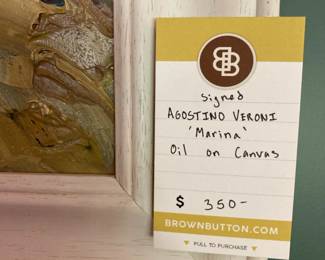 BB
signed
AGOSTINO VERONI
'Marina'
Oil on Canvas
$ 350-
BROWNBUTTON.COM
▼ PULL TO PURCHASE ▼